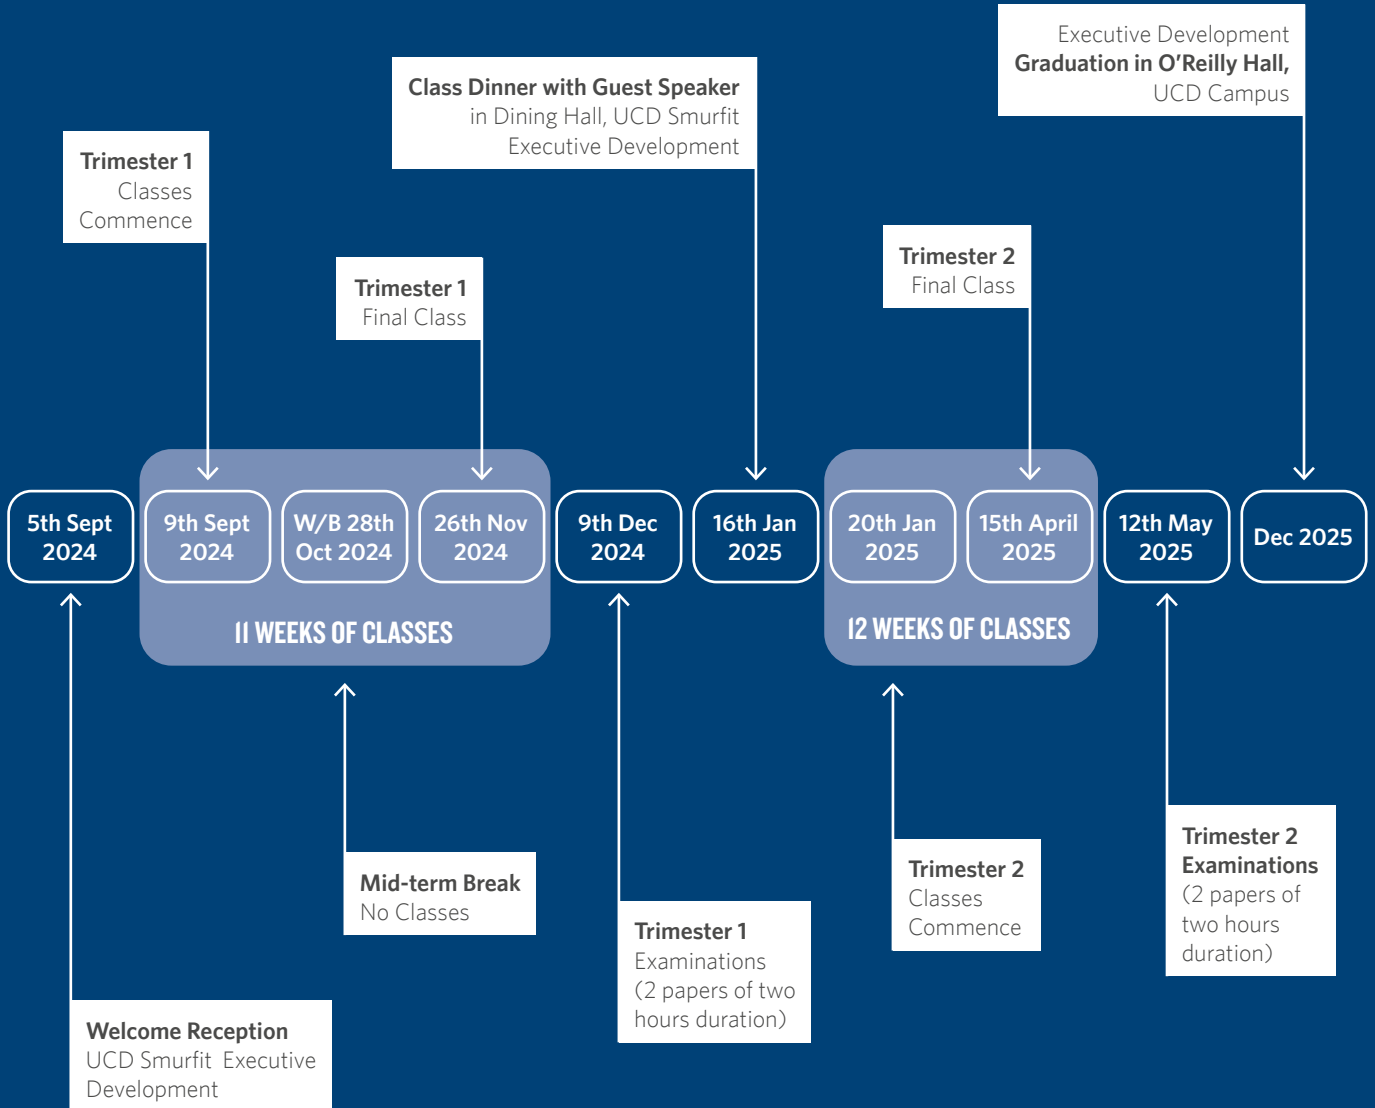 Executive Development
Graduation in O'Reilly Hall,
UCD Campus
Class Dinner with Guest Speaker
in Dining Hall, UCD Smurfit
Executive Development
Trimester 1
Classes
Commence
Trimester 2
Final Class
Trimester 1
Final Class
5th Sept
2024
9th Sept
2024
W/B 28th
Oct 2024
26th Nov
2024
9th Dec
2024
16th Jan
2025
20th Jan
2025
15th April
2025
12th May
2025
Dec 2025
11 WEEKS OF CLASSES
12 WEEKS OF CLASSES
Mid-term Break
No Classes
Trimester 2
Classes
Commence
Trimester 2
Examinations
(2 papers of
two hours
duration)
Trimester 1
Examinations
(2 papers of two
hours duration)
Welcome Reception
UCD Smurfit Executive
Development